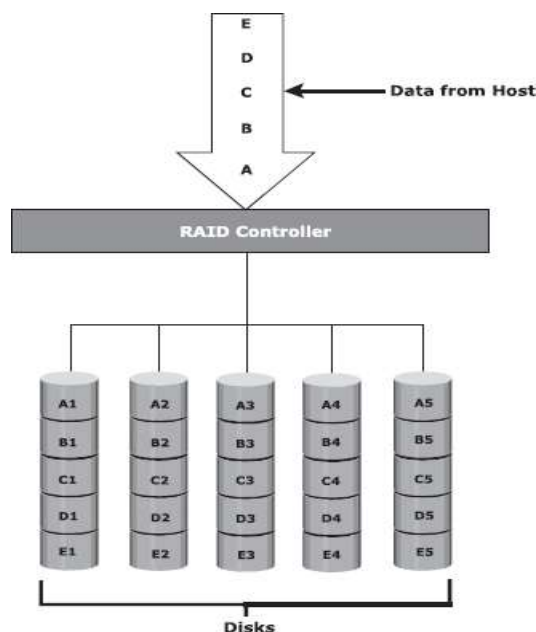 E
D
C
Data from Host
B
A
RAID Controller
A1 A2 A3 A4 A5
B1 B2 B3 B4 B5
C1 C2 C3 C4 C5
D1 D2 D3 D4 D5
E1 E2 E3 E4 E5
Disks